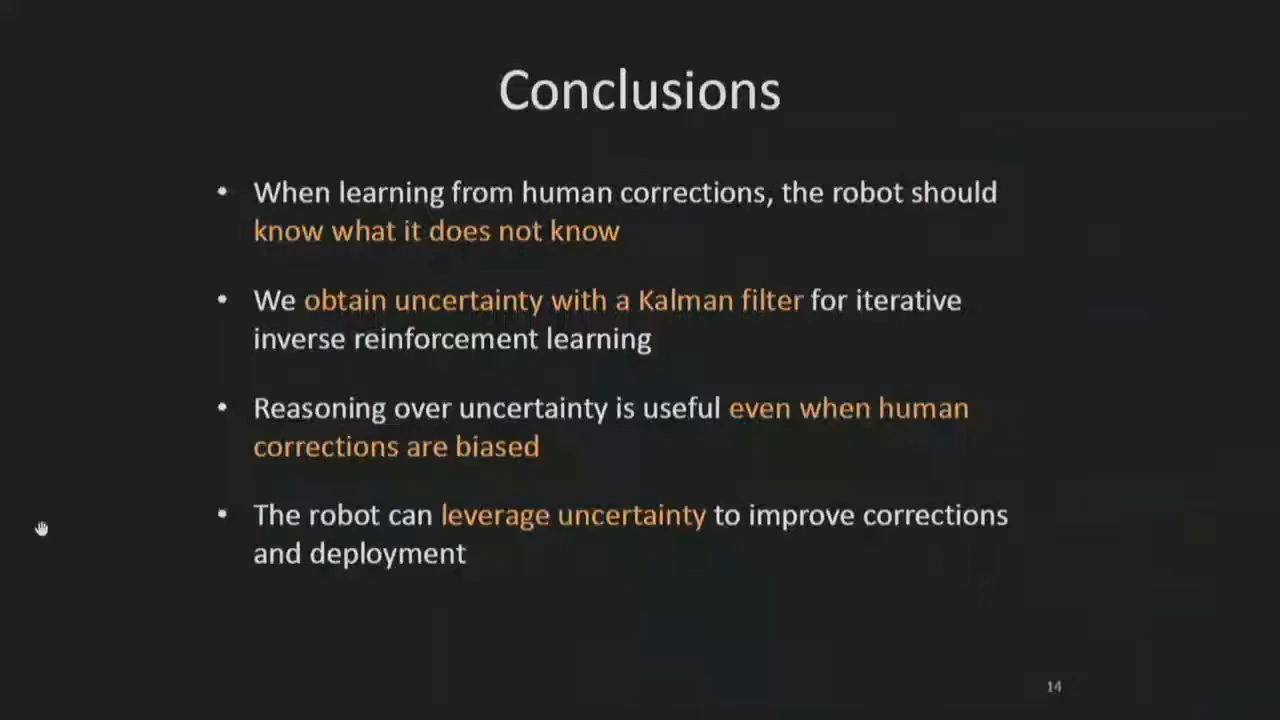 Conclusions
• When learning from human corrections, the robot should
know what it does not know
• We obtain uncertainty with a Kalman filter for iterative
inverse reinforcement learning
• Reasoning over uncertainty is useful even when human
corrections are biased
• The robot can leverage uncertainty to improve corrections
and deployment
14